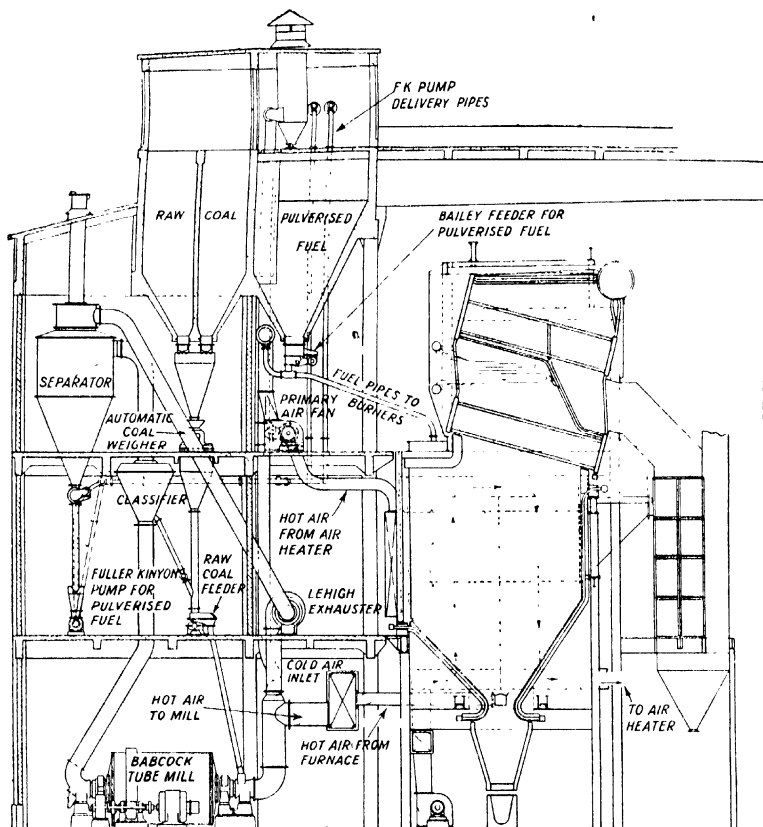 FK PUMP
DELIVERY PIPES
RAW COAL
PULVERISED
FUEL
BAILEY FEEDER FOR
PULVERISED FUEL
SEPARATOR
FUEL PIPES TO
BURNERS
PRIMARY
AIR FAN
AUTOMATIC
COAL
WEIGHER
CLASSIFIER
HOT AIR
FROM AIR
HEATER
FULLER KINYON
PUMP FOR
PULVERISED
FUEL
RAW
COAL
FEEDER
LEHIGH
EXHAUSTER
COLD AIR
INLET
HOT AIR
TO MILL
HOT AIR FROM
FURNACE
TO AIR
HEATER
BABCOCK
TUBE MILL